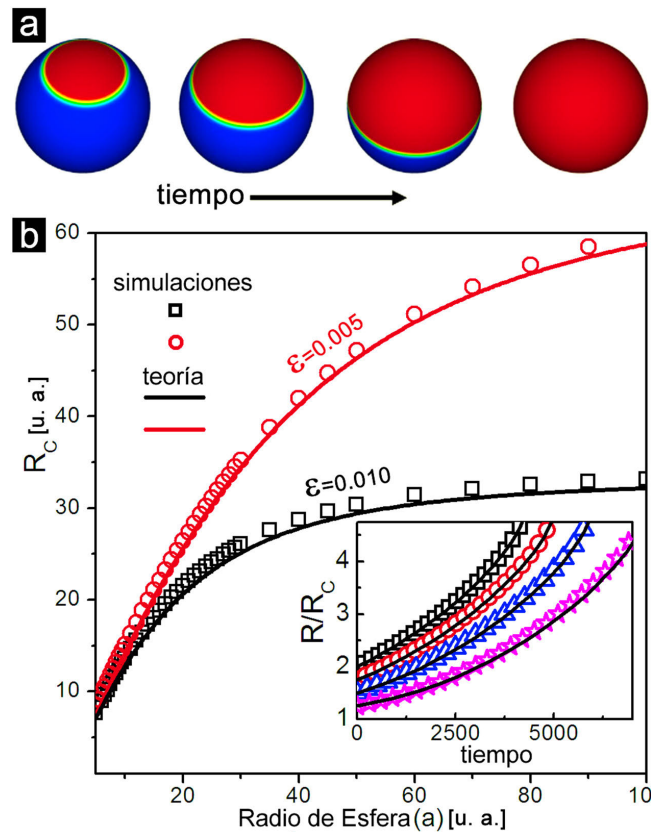 a
tiempo
b
simulaciones
teoría
ε=0.005
ε=0.010
60
50
40
30
20
10
R_C [u. a.]
20 40 60 80 100
Radio de Esfera (a) [u. a.]
4
3
2
1
R/R_C
0 2500 5000
tiempo